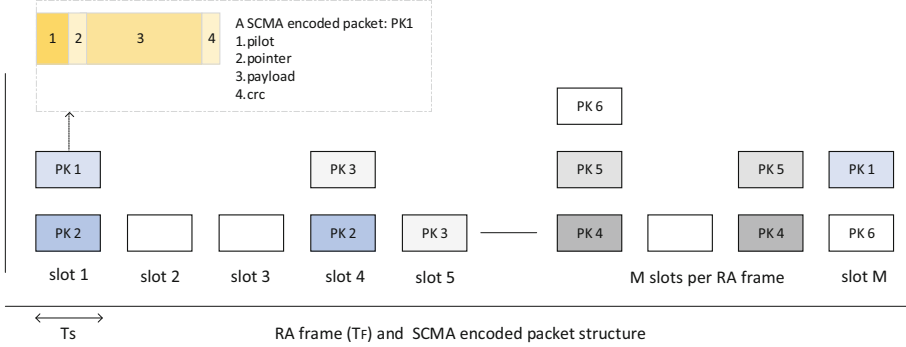 A SCMA encoded packet: PK1
1 2 3 4
1.pilot
2.pointer
3.payload
4.crc
PK 6
PK 1 PK 3 PK 5 PK 5 PK 1
PK 2 PK 2 PK 3 PK 4 PK 4 PK 6
slot 1 slot 2 slot 3 slot 4 slot 5 M slots per RA frame slot M
Ts RA frame (TF) and SCMA encoded packet structure